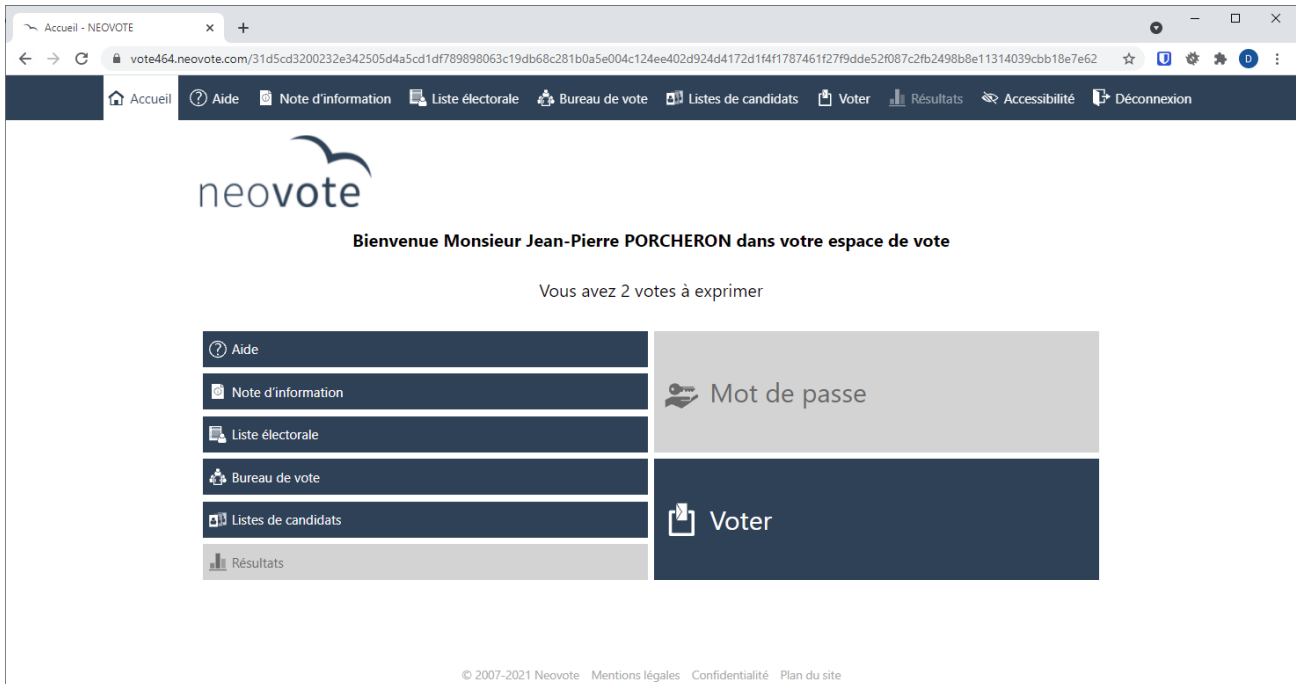 Accueil - NEOVOTE
vote464.neovote.com/31d5cd3200232e342505d4a5cd1df789898063c19db68c281b0a5e004c124ee402d924d4172d1f4f1787461f27f9dde52f087c2fb2498b8e11314039cbb18e7e62
D
Accueil Aide Note d'information Liste électorale Bureau de vote Listes de candidats Voter Résultats Accessibilité Déconnexion
neovote
Bienvenue Monsieur Jean-Pierre PORCHERON dans votre espace de vote
Vous avez 2 votes à exprimer
Aide
Note d'information
Liste électorale
Bureau de vote
Listes de candidats
Résultats
Mot de passe
Voter
© 2007-2021 Neovote Mentions légales Confidentialité Plan du site